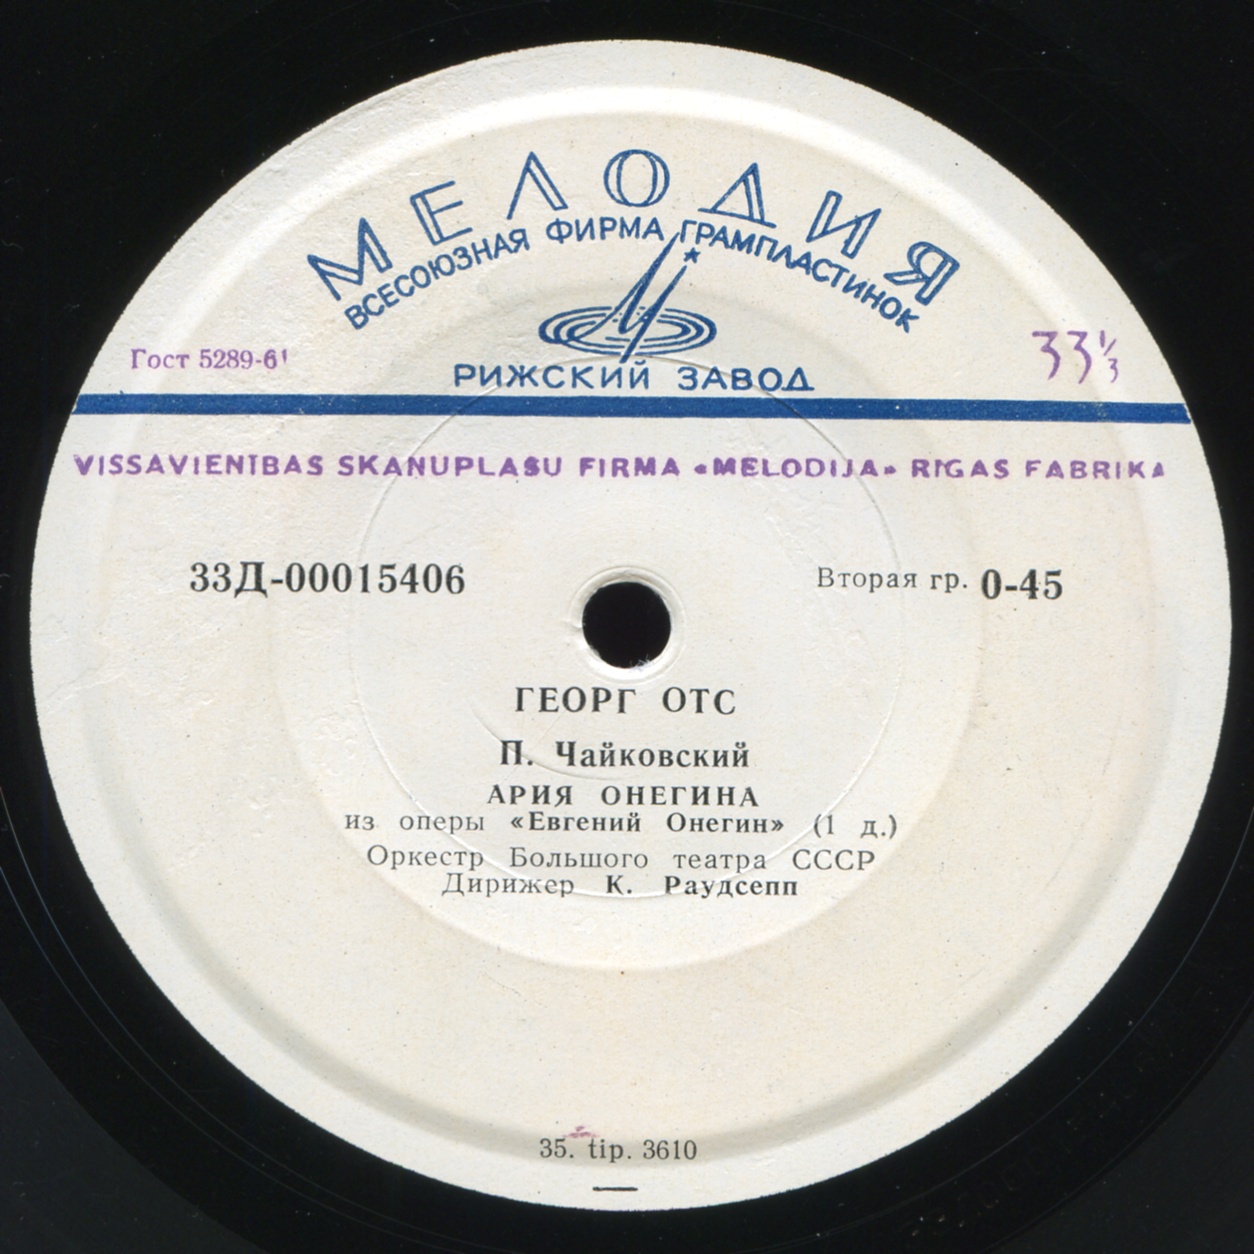 МЕЛОДИЯ
ВСЕСОЮЗНАЯ ФИРМА ГРАМПЛАСТИНОК
РИЖСКИЙ ЗАВОД
Гост 5289-61
33⅓
VISSAVIENĪBAS SKAŅUPLAŠU FIRMA «MELODIJA» RIGAS FABRIKA
33Д-00015406
Вторая гр. 0-45
ГЕОРГ ОТС
П. Чайковский
АРИЯ ОНЕГИНА
из оперы «Евгений Онегин» (1 д.)
Оркестр Большого театра СССР
Дирижер К. Раудсепп
35. tip. 3610